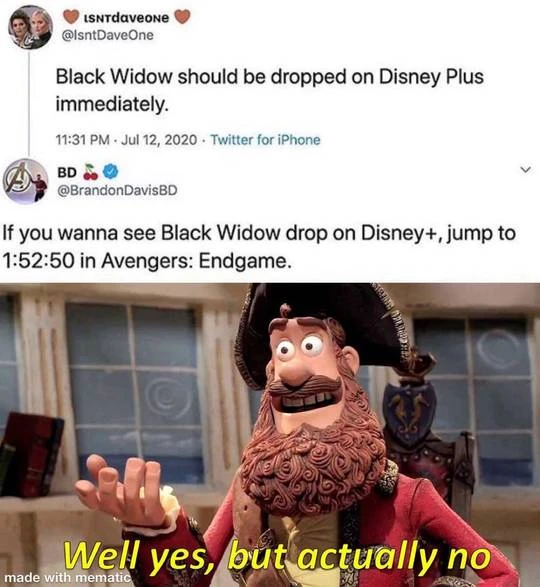 ISNTdaveONe
@IsntDaveOne
Black Widow should be dropped on Disney Plus
immediately.
11:31 PM · Jul 12, 2020 · Twitter for iPhone
BD
@BrandonDavisBD
If you wanna see Black Widow drop on Disney+, jump to
1:52:50 in Avengers: Endgame.
Well yes, but actually no
made with mematic